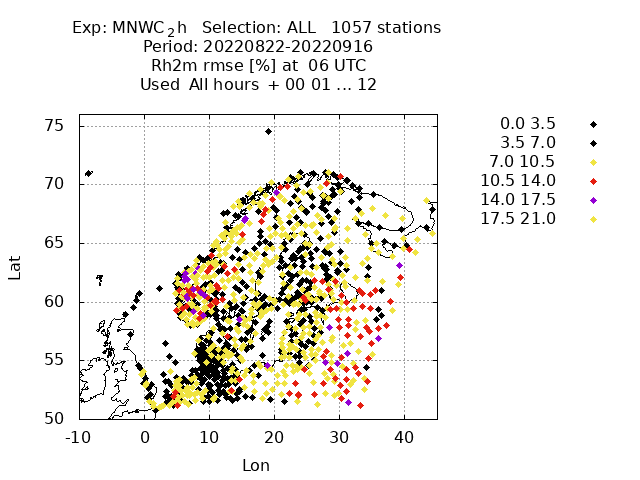 Exp: MNWC_2h Selection: ALL 1057 stations
Period: 20220822-20220916
Rh2m rmse [%] at 06 UTC
Used All hours + 00 01 ... 12
0.0 3.5
3.5 7.0
7.0 10.5
10.5 14.0
14.0 17.5
17.5 21.0
75
70
65
60
55
50
Lat
-10 0 10 20 30 40
Lon